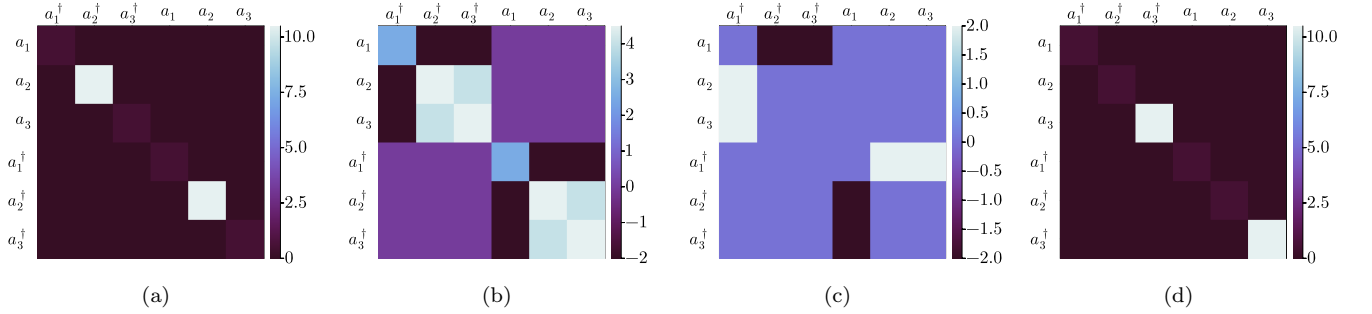 a₁† a₂† a₃† a₁ a₂ a₃
a₁
a₂
a₃
a₁†
a₂†
a₃†
10.0
7.5
5.0
2.5
0
(a)
a₁† a₂† a₃† a₁ a₂ a₃
a₁
a₂
a₃
a₁†
a₂†
a₃†
4
3
2
1
0
−1
−2
(b)
a₁† a₂† a₃† a₁ a₂ a₃
a₁
a₂
a₃
a₁†
a₂†
a₃†
2.0
1.5
1.0
0.5
0
−0.5
−1.0
−1.5
−2.0
(c)
a₁† a₂† a₃† a₁ a₂ a₃
a₁
a₂
a₃
a₁†
a₂†
a₃†
10.0
7.5
5.0
2.5
0
(d)